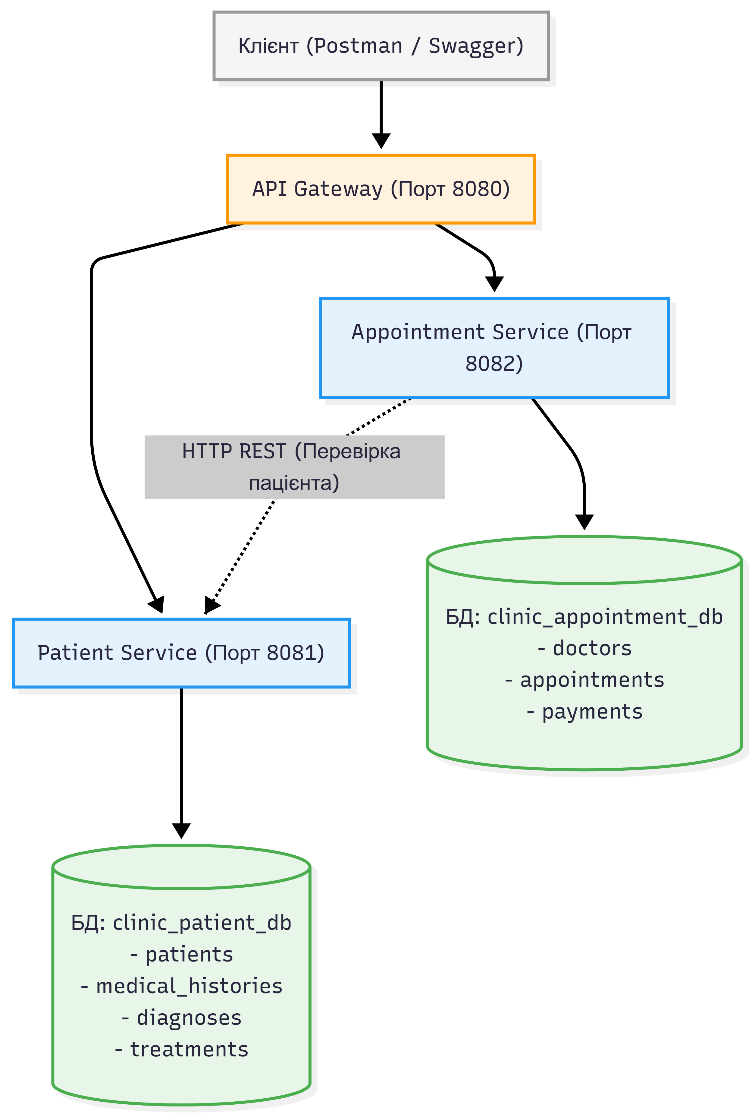 Клієнт (Postman / Swagger)
API Gateway (Порт 8080)
Appointment Service (Порт
8082)
HTTP REST (Перевірка
пацієнта)
БД: clinic_appointment_db
- doctors
- appointments
- payments
Patient Service (Порт 8081)
БД: clinic_patient_db
- patients
- medical_histories
- diagnoses
- treatments